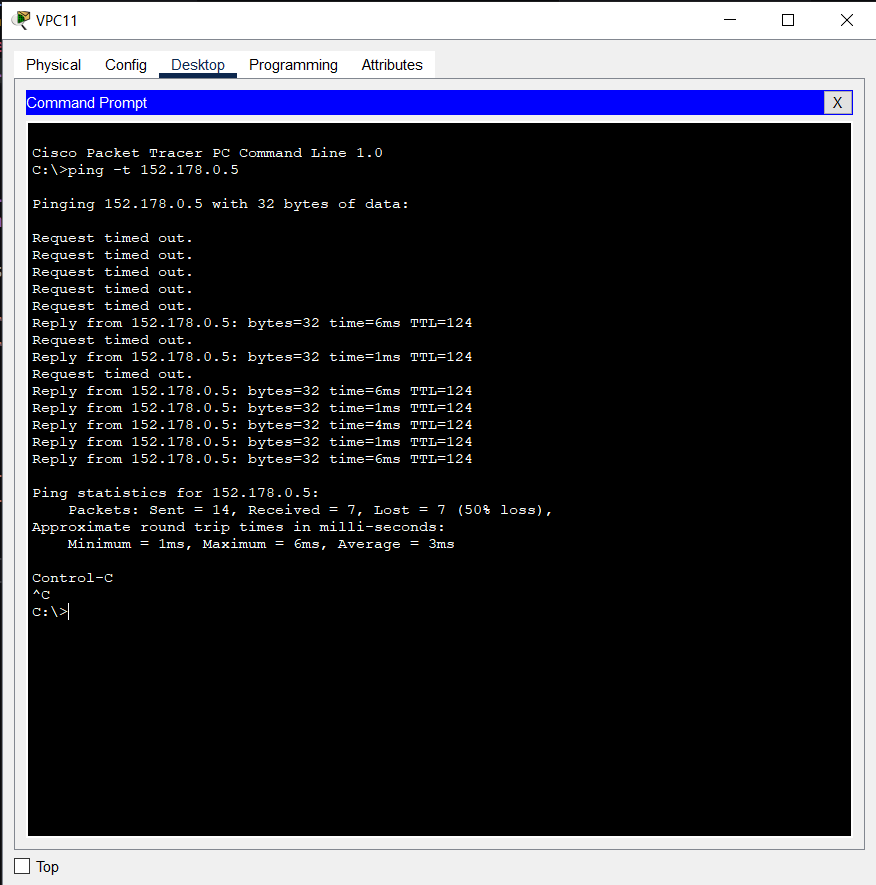 VPC11
Physical Config Desktop Programming Attributes
Command Prompt X
Cisco Packet Tracer PC Command Line 1.0
C:\>ping -t 152.178.0.5
Pinging 152.178.0.5 with 32 bytes of data:
Request timed out.
Request timed out.
Request timed out.
Request timed out.
Request timed out.
Reply from 152.178.0.5: bytes=32 time=6ms TTL=124
Request timed out.
Reply from 152.178.0.5: bytes=32 time=1ms TTL=124
Request timed out.
Reply from 152.178.0.5: bytes=32 time=6ms TTL=124
Reply from 152.178.0.5: bytes=32 time=1ms TTL=124
Reply from 152.178.0.5: bytes=32 time=4ms TTL=124
Reply from 152.178.0.5: bytes=32 time=1ms TTL=124
Reply from 152.178.0.5: bytes=32 time=6ms TTL=124
Ping statistics for 152.178.0.5:
Packets: Sent = 14, Received = 7, Lost = 7 (50% loss),
Approximate round trip times in milli-seconds:
Minimum = 1ms, Maximum = 6ms, Average = 3ms
Control-C
^C
C:\>
Top